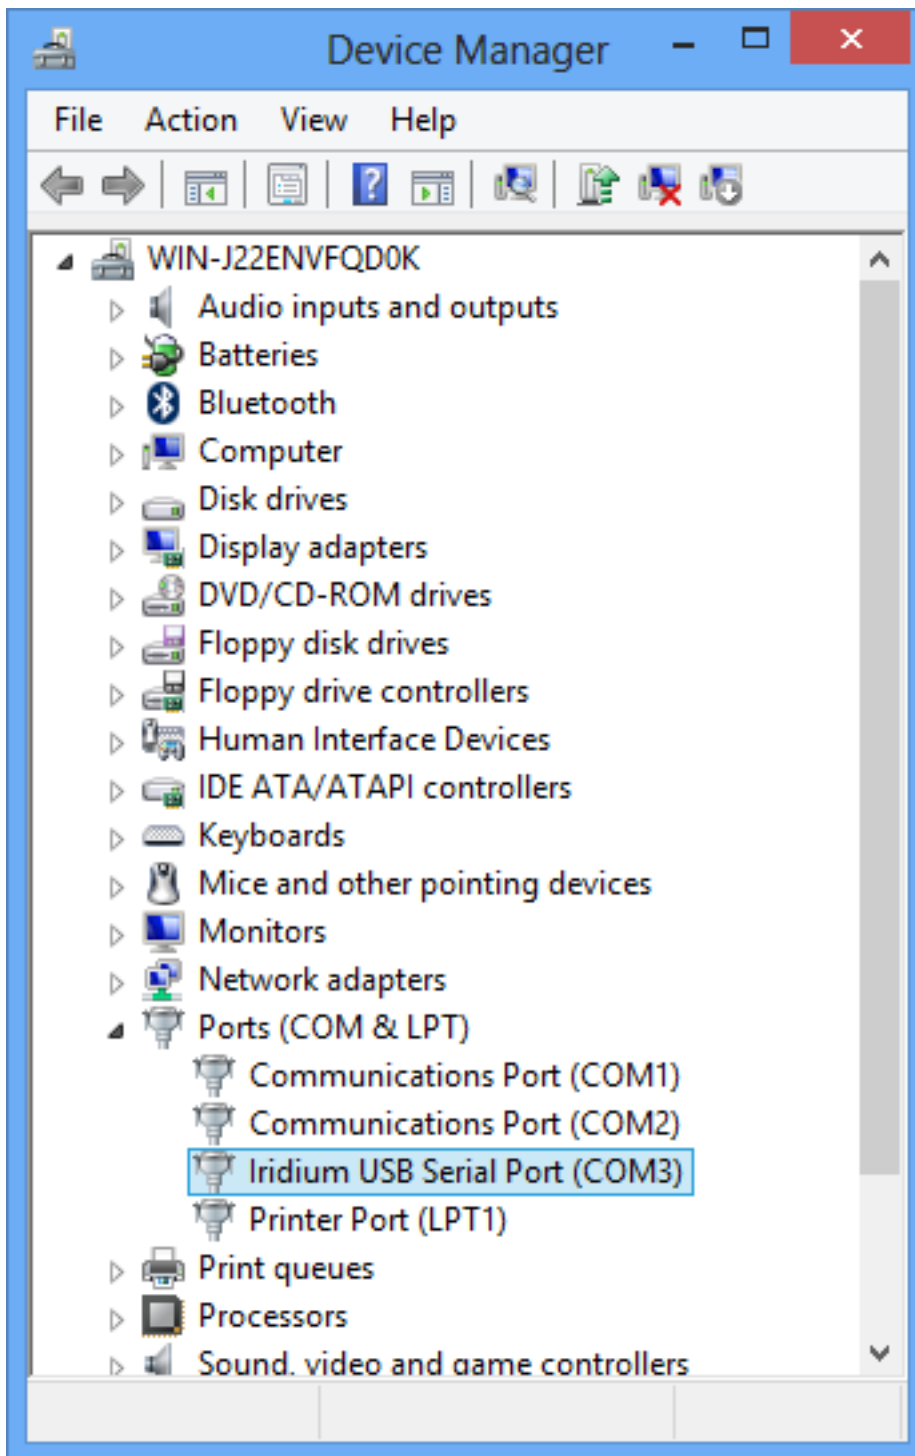 Device Manager
File Action View Help
WIN-J22ENVFQD0K
Audio inputs and outputs
Batteries
Bluetooth
Computer
Disk drives
Display adapters
DVD/CD-ROM drives
Floppy disk drives
Floppy drive controllers
Human Interface Devices
IDE ATA/ATAPI controllers
Keyboards
Mice and other pointing devices
Monitors
Network adapters
Ports (COM & LPT)
Communications Port (COM1)
Communications Port (COM2)
Iridium USB Serial Port (COM3)
Printer Port (LPT1)
Print queues
Processors
Sound, video and game controllers